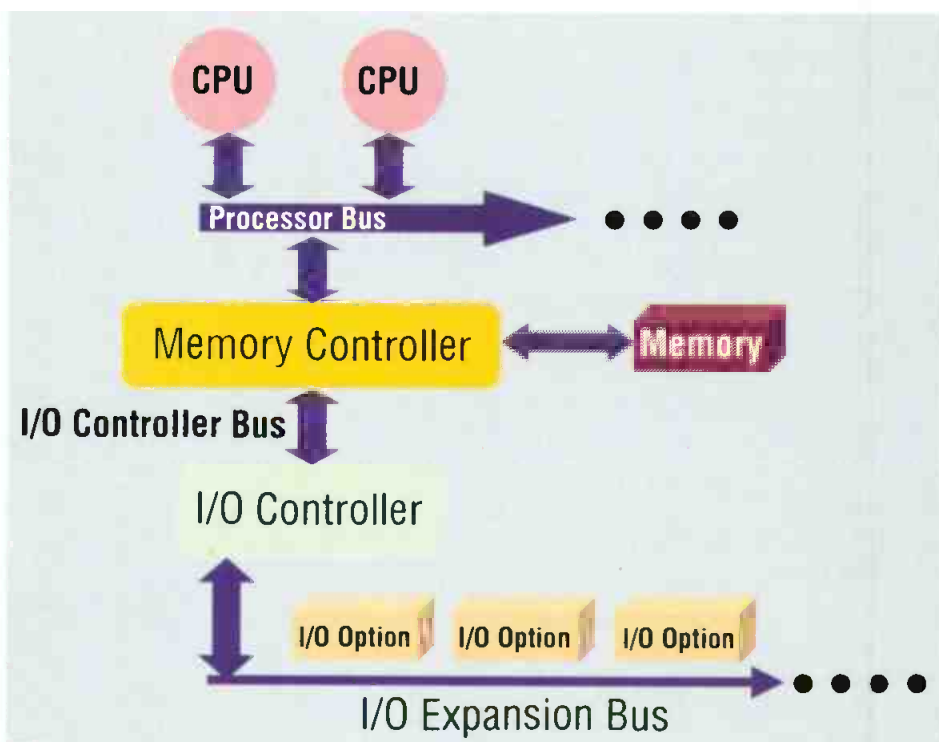 CPU CPU
Processor Bus
Memory Controller Memory
I/O Controller Bus
I/O Controller
I/O Option I/O Option I/O Option
I/O Expansion Bus